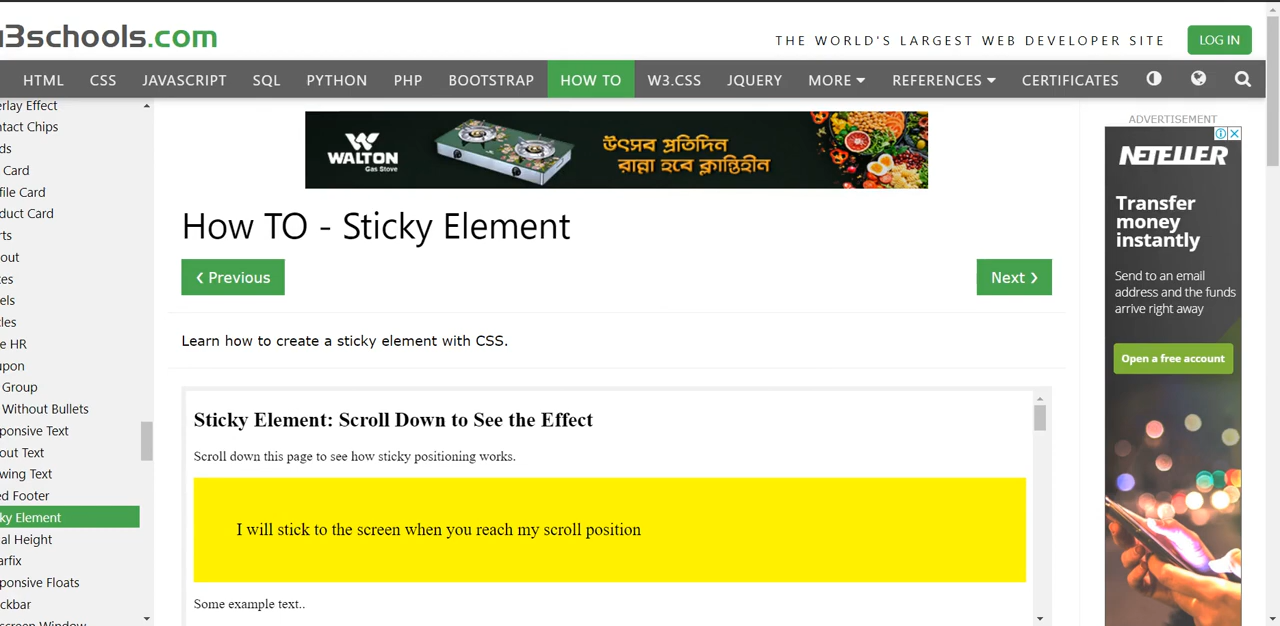 w3schools.com
THE WORLD'S LARGEST WEB DEVELOPER SITE
LOG IN
HTML CSS JAVASCRIPT SQL PYTHON PHP BOOTSTRAP HOW TO W3.CSS JQUERY MORE REFERENCES CERTIFICATES
erlay Effect
ntact Chips
ds
Card
file Card
duct Card
rts
out
tes
els
cles
e HR
upon
Group
Without Bullets
ponsive Text
out Text
wing Text
ed Footer
ky Element
al Height
arfix
ponsive Floats
ckbar
screen Window
WALTON
Gas Stove
উৎসব প্রতিদিন
রান্না হবে ক্লান্তিহীন
How TO - Sticky Element
❮ Previous
Next ❯
Learn how to create a sticky element with CSS.
Sticky Element: Scroll Down to See the Effect
Scroll down this page to see how sticky positioning works.
I will stick to the screen when you reach my scroll position
Some example text..
ADVERTISEMENT
NETELLER
Transfer
money
instantly
Send to an email
address and the funds
arrive right away
Open a free account